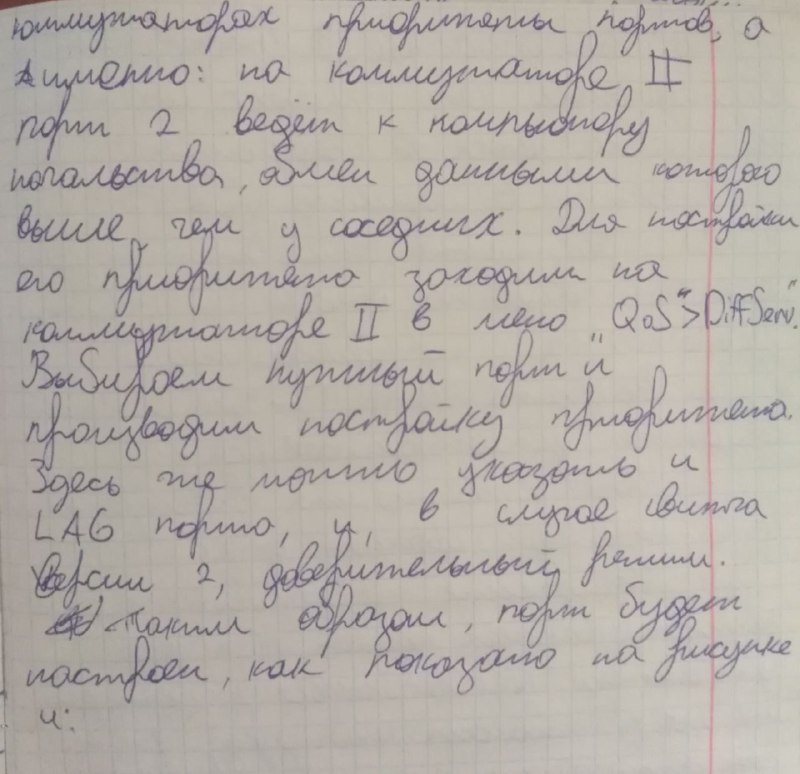 коммутаторах приоритеты портов, а
именно: на коммутаторе II
порт 2 ведёт к компьютеру
начальства, обмен данными которого
выше, чем у соседних. Для настройки
его приоритета заходим на
коммутаторе II в меню „QoS">DiffServ".
Выбираем нужный порт и
производим настройку приоритета.
Здесь же можно указать и
LAG порта, и, в случае свитча
версии 2, доверительный режим.
Таким образом, порт будет
настроен, как показано на рисунке
4: